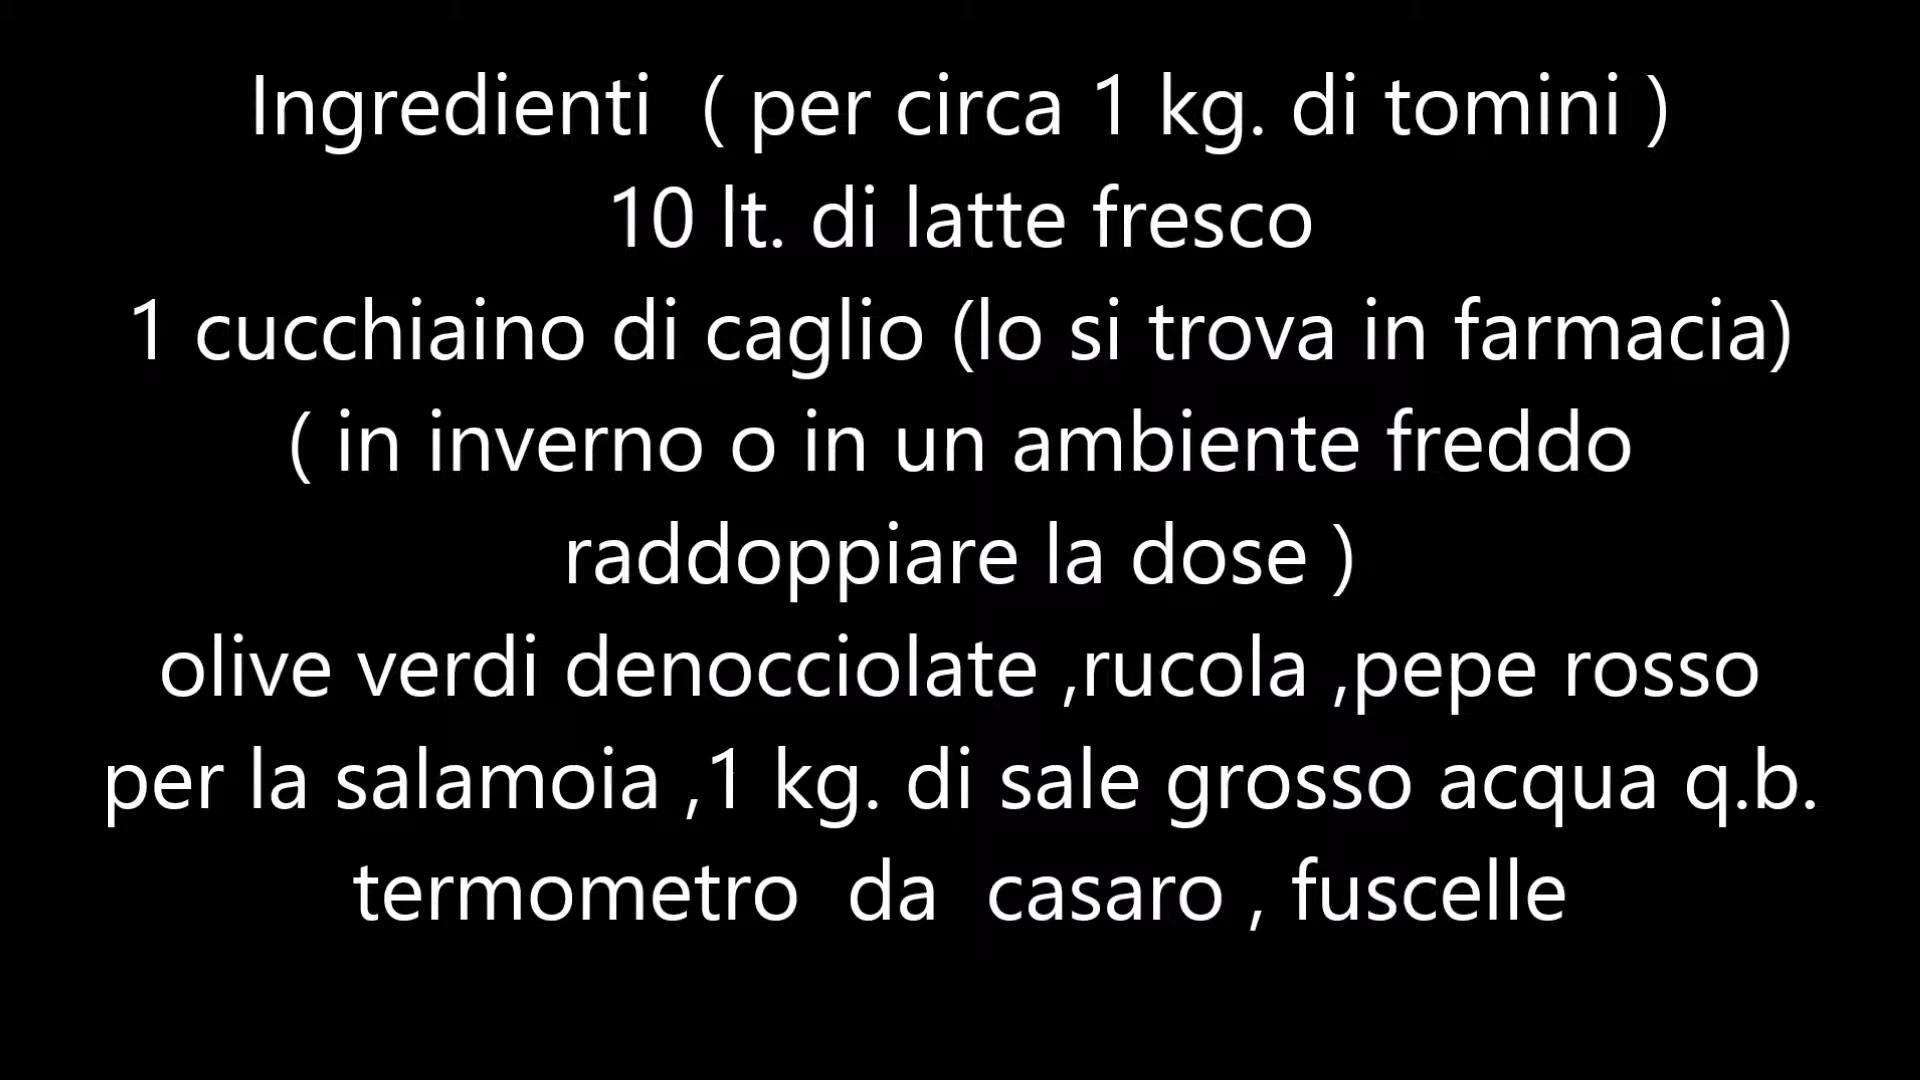 Ingredienti  ( per circa 1 kg. di tomini )
10 lt. di latte fresco
1 cucchiaino di caglio (lo si trova in farmacia)
( in inverno o in un ambiente freddo
raddoppiare la dose )
olive verdi denocciolate ,rucola ,pepe rosso
per la salamoia ,1 kg. di sale grosso acqua q.b.
termometro  da  casaro , fuscelle